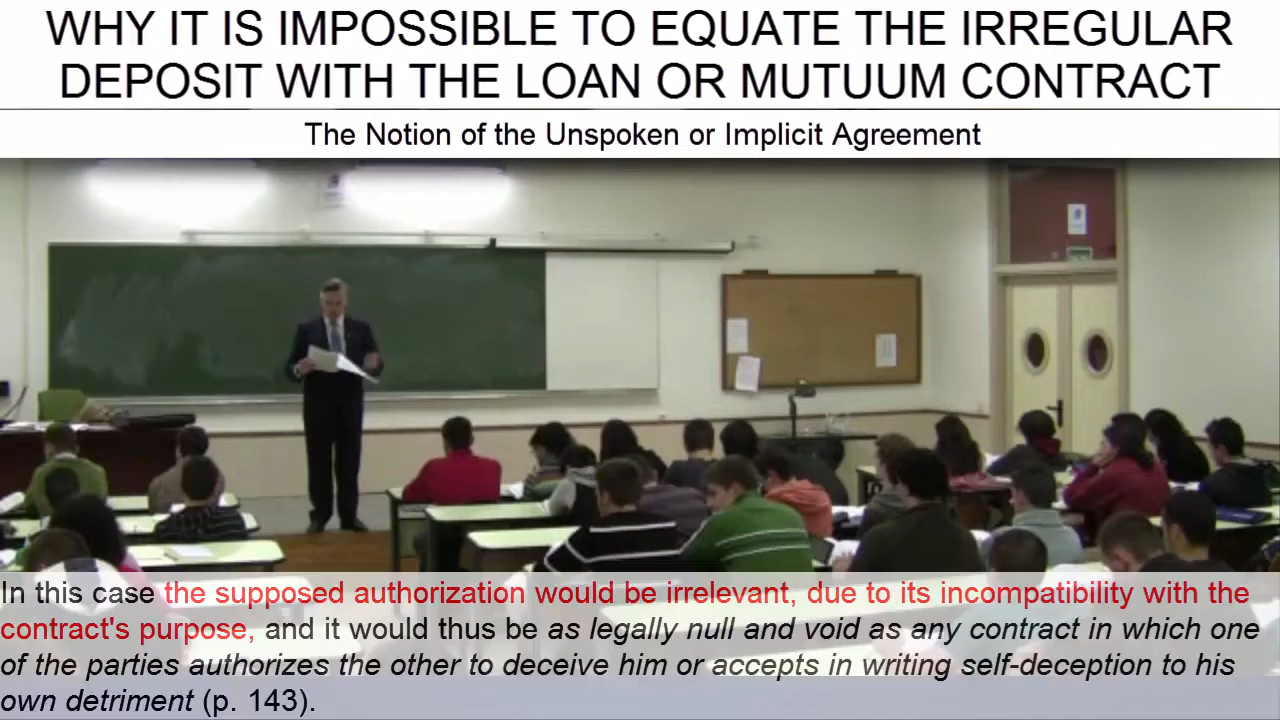 WHY IT IS IMPOSSIBLE TO EQUATE THE IRREGULAR
DEPOSIT WITH THE LOAN OR MUTUUM CONTRACT
The Notion of the Unspoken or Implicit Agreement
In this case the supposed authorization would be irrelevant, due to its incompatibility with the
contract's purpose, and it would thus be as legally null and void as any contract in which one
of the parties authorizes the other to deceive him or accepts in writing self-deception to his
own detriment (p. 143).